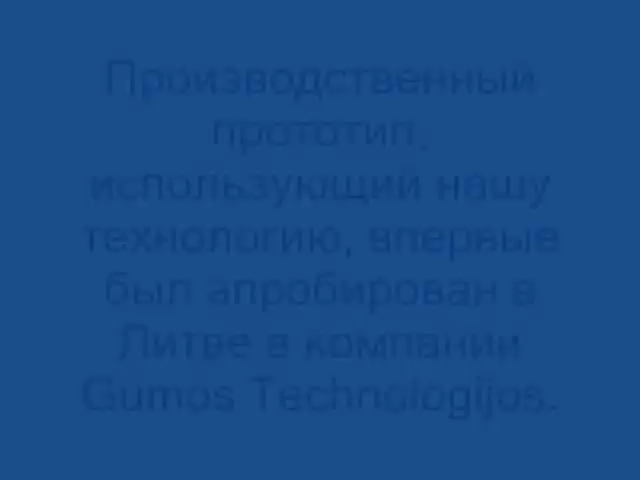 Производственный
прототип,
использующий нашу
технологию, впервые
был апробирован в
Литве в компании
Gumos Technologijos.